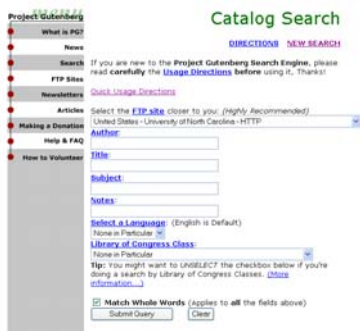 Project Gutenberg
What is PG?
News
Search
FTP Sites
Newsletters
Articles
Making a Donation
Help & FAQ
How to Volunteer
Catalog Search
DIRECTIONS NEW SEARCH
If you are new to the Project Gutenberg Search Engine, please
read carefully the Usage Directions before using it, Thanks!
Quick Usage Directions
Select the FTP site closer to you: (Highly Recommended)
United States - University of North Carolina - HTTP
Author:
Title:
Subject:
Notes:
Select a Language: (English is Default)
None in Particular
Library of Congress Class:
None in Particular
Tip: You might want to UNSELECT the checkbox below if you're
doing a search by Library of Congress Classes. (More
information...)
Match Whole Words (Applies to all the fields above)
Submit Query Clear